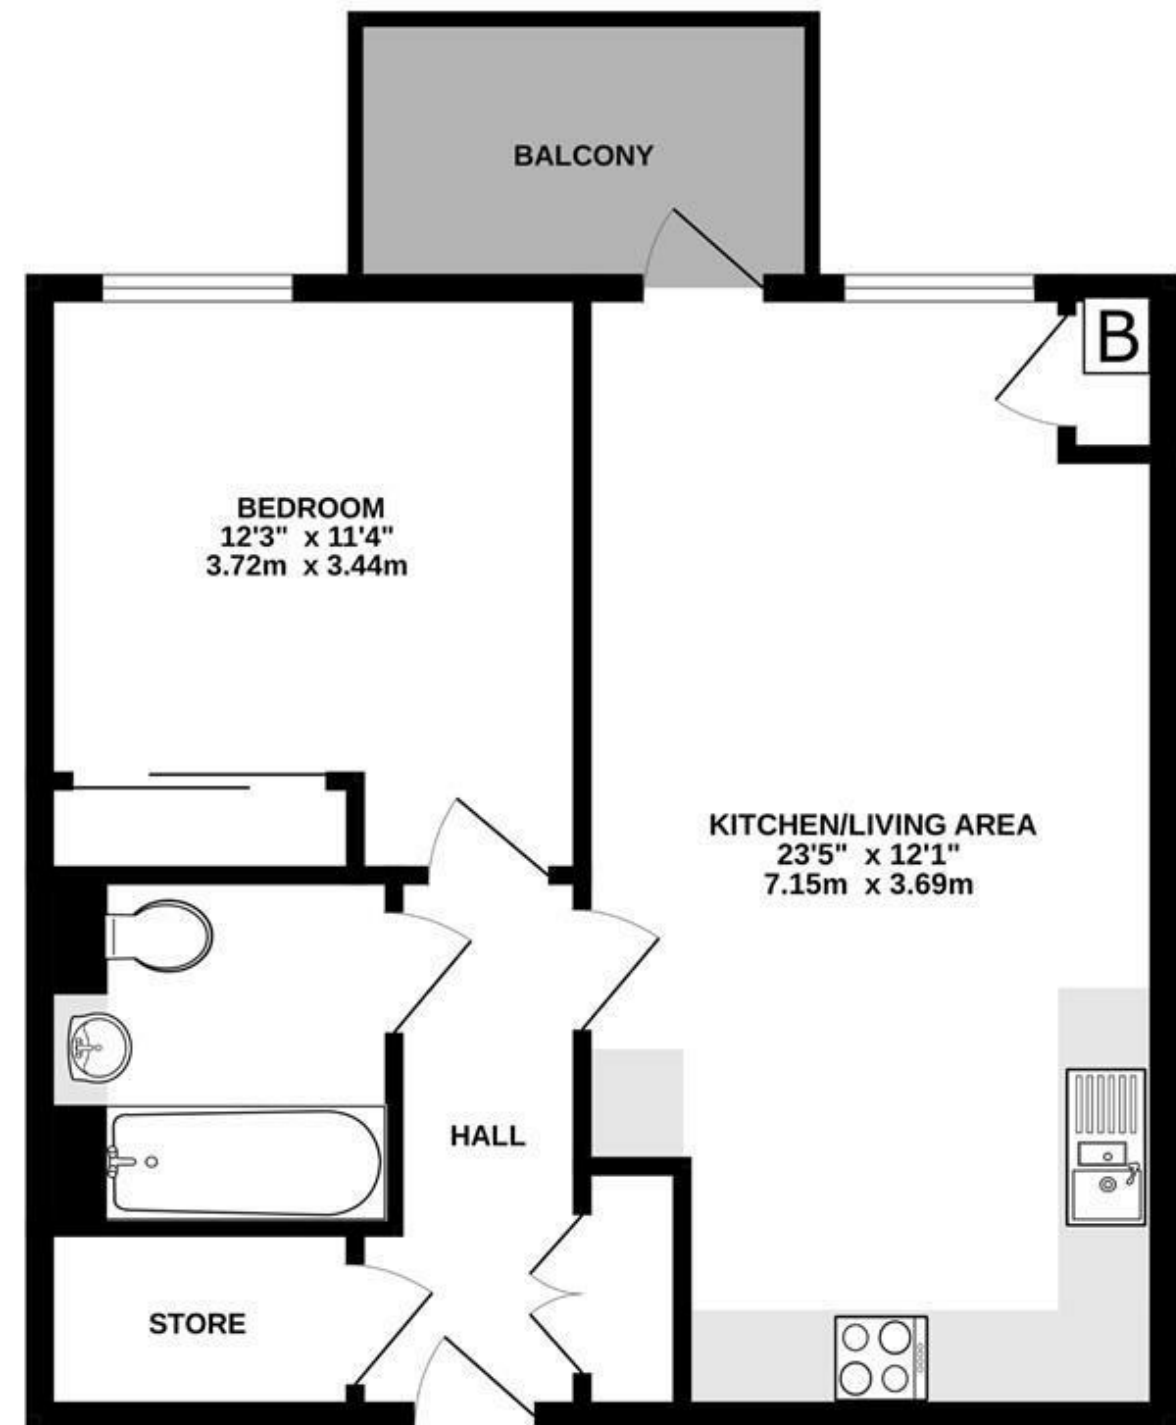 BALCONY
B
BEDROOM
12'3" x 11'4"
3.72m x 3.44m
KITCHEN/LIVING AREA
23'5" x 12'1"
7.15m x 3.69m
HALL
STORE